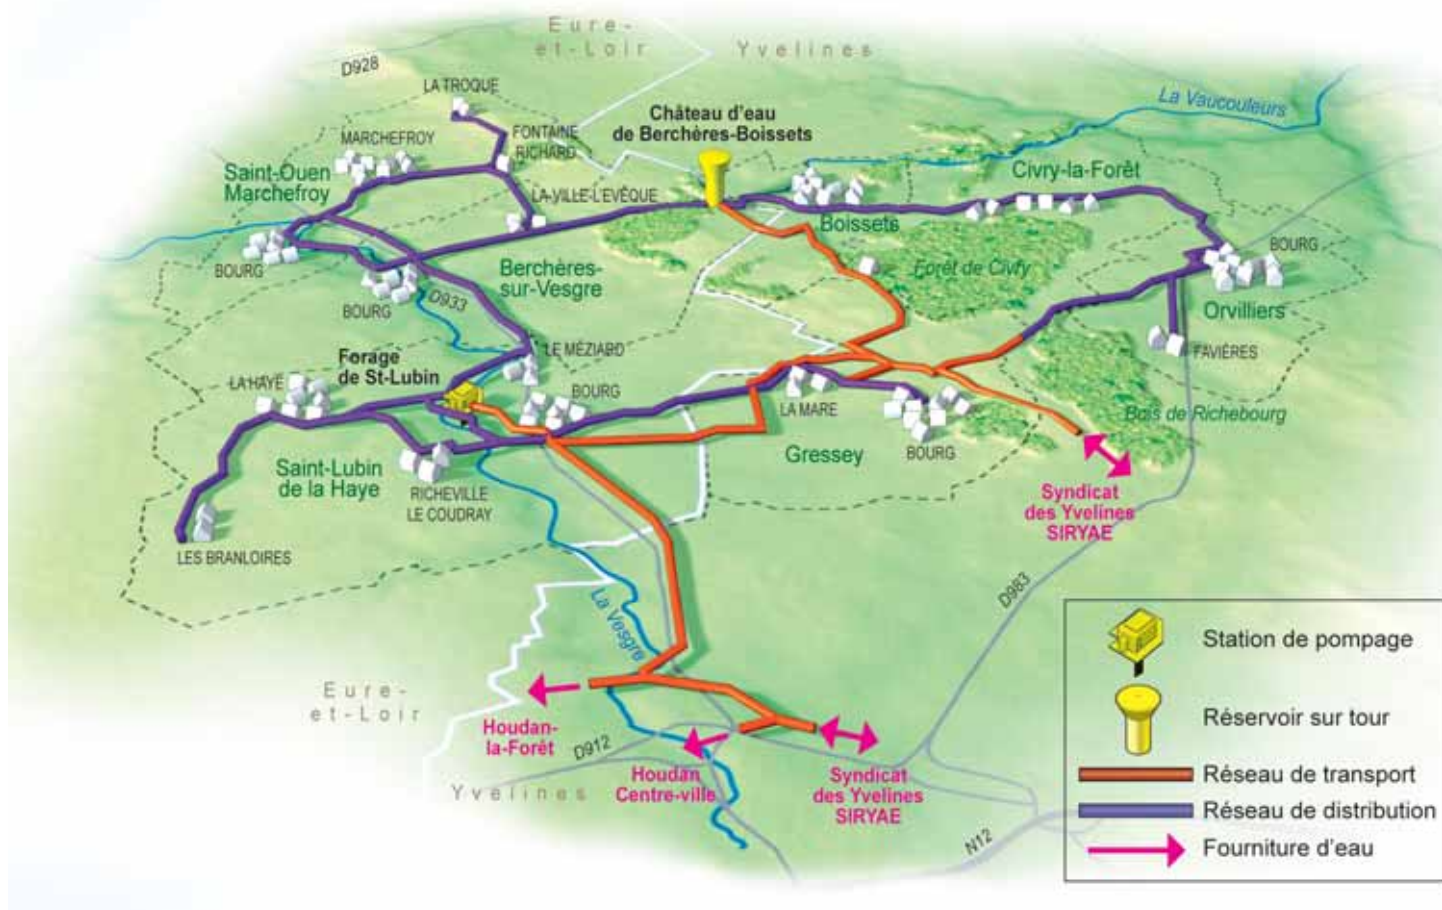 Eure-
et-Loir
Yvelines
D928
LA TROQUE
Château d'eau
de Berchères-Boissets
La Vaucouleurs
MARCHEFROY
FONTAINE
RICHARD
Saint-Ouen
Marchefroy
Civry-la-Forêt
LA-VILLE-L'EVÊQUE
Boissets
BOURG
BOURG
Berchères-
sur-Vesgre
Forêt de Civry
BOURG
D933
Orvilliers
Forage
de St-Lubin
LE MÉZIARD
FAVIÈRES
LA HAYE
BOURG
LA MARE
Bois de Richebourg
Gressey
BOURG
Saint-Lubin
de la Haye
RICHEVILLE
LE COUDRAY
Syndicat
des Yvelines
SIRYAE
LES BRANLOIRES
D983
La Vesgre
Eure-
et-Loir
Houdan-
la-Forêt
D912
Yvelines
Houdan
Centre-ville
Syndicat
des Yvelines
SIRYAE
N12
Station de pompage
Réservoir sur tour
Réseau de transport
Réseau de distribution
Fourniture d'eau